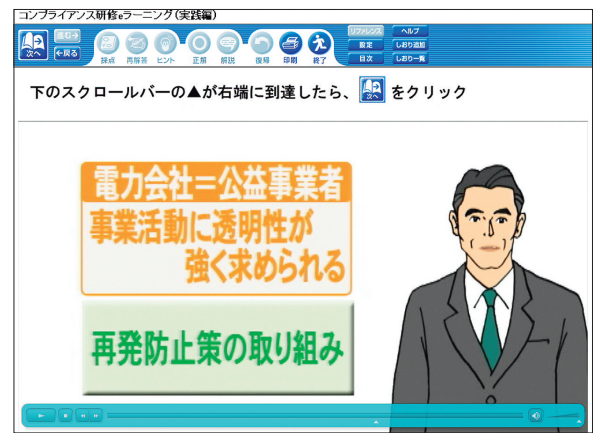 コンプライアンス研修eラーニング(実践編)
次へ
進む→
←戻る
採点
再解答
ヒント
正解
解説
復帰
印刷
終了
リファレンス
ヘルプ
設定
しおり追加
目次
しおり一覧
下のスクロールバーの▲が右端に到達したら、次へをクリック
電力会社=公益事業者
事業活動に透明性が
強く求められる
再発防止策の取り組み